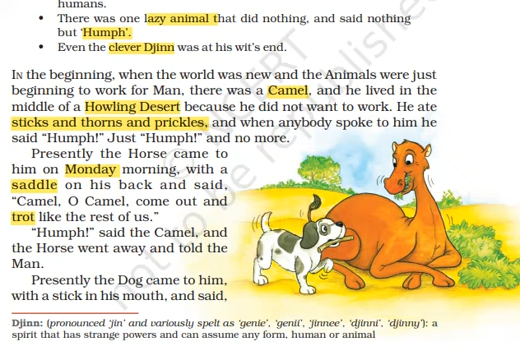 humans.
• There was one lazy animal that did nothing, and said nothing
but ‘Humph’.
• Even the clever Djinn was at his wit’s end.
IN the beginning, when the world was new and the Animals were just
beginning to work for Man, there was a Camel, and he lived in the
middle of a Howling Desert because he did not want to work. He ate
sticks and thorns and prickles, and when anybody spoke to him he
said “Humph!” Just “Humph!” and no more.
Presently the Horse came to
him on Monday morning, with a
saddle on his back and said,
“Camel, O Camel, come out and
trot like the rest of us.”
“Humph!” said the Camel, and
the Horse went away and told the
Man.
Presently the Dog came to him,
with a stick in his mouth, and said,
Djinn: (pronounced ‘jin’ and variously spelt as ‘genie’, ‘genii’, ‘jinnee’, ‘djinni’, ‘djinny’): a
spirit that has strange powers and can assume any form, human or animal
not to be republished